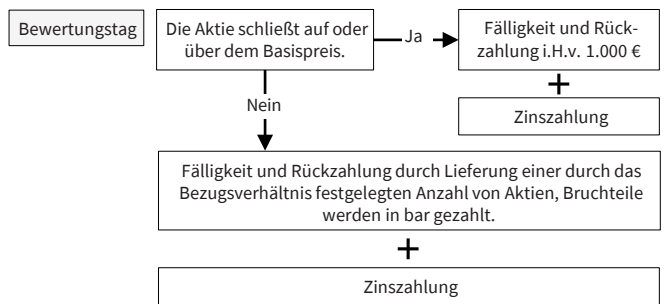 Bewertungstag
Die Aktie schließt auf oder
über dem Basispreis.
Ja
Fälligkeit und Rück-
zahlung i.H.v. 1.000 €
+
Zinszahlung
Nein
Fälligkeit und Rückzahlung durch Lieferung einer durch das
Bezugsverhältnis festgelegten Anzahl von Aktien, Bruchteile
werden in bar gezahlt.
+
Zinszahlung